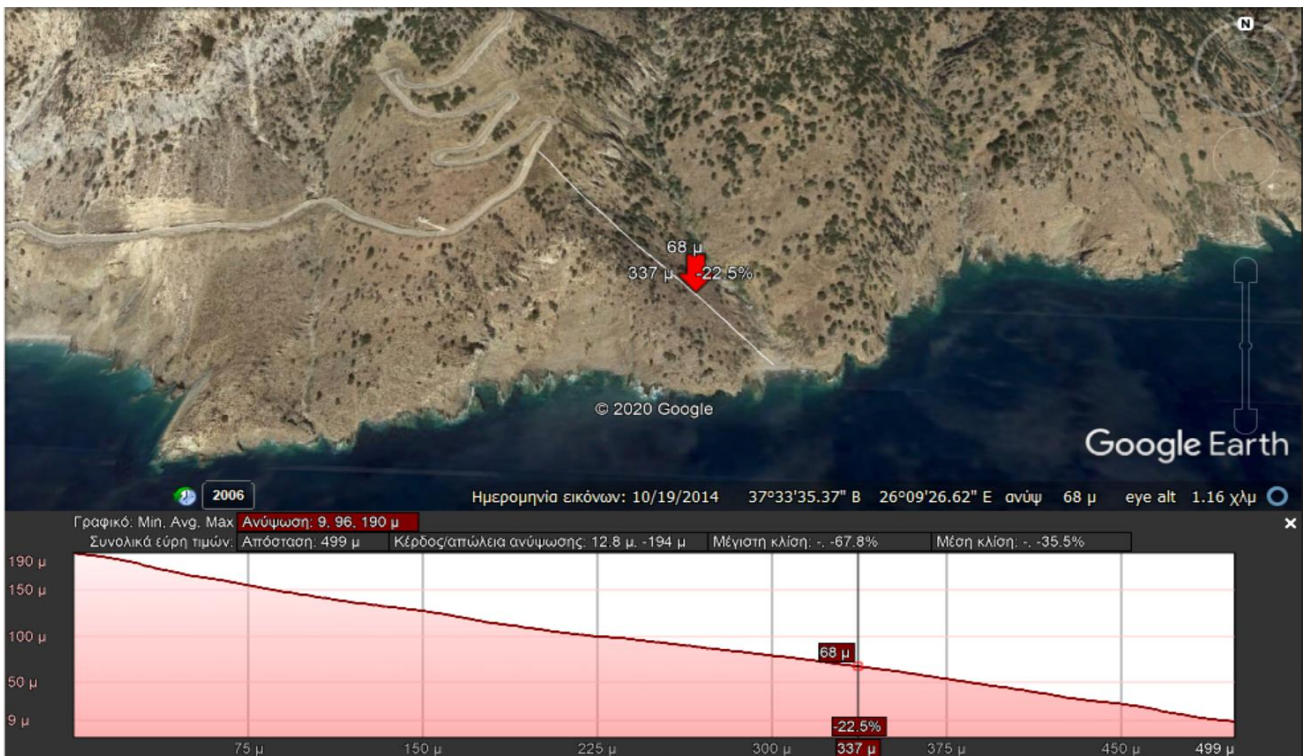 N
68 μ
337 μ -22.5%
© 2020 Google
Google Earth
2006 Ημερομηνία εικόνων: 10/19/2014 37°33'35.37" Β 26°09'26.62" Ε ανύψ 68 μ eye alt 1.16 χλμ
Γραφικό: Min, Avg, Max Ανύψωση: 9, 96, 190 μ
Συνολικά εύρη τιμών: Απόσταση: 499 μ Κέρδος/απώλεια ανύψωσης: 12.8 μ, -194 μ Μέγιστη κλίση: -, -67.8% Μέση κλίση: -, -35.5%
190 μ
150 μ
100 μ
68 μ
50 μ
9 μ
-22.5%
75 μ 150 μ 225 μ 300 μ 337 μ 375 μ 450 μ 499 μ